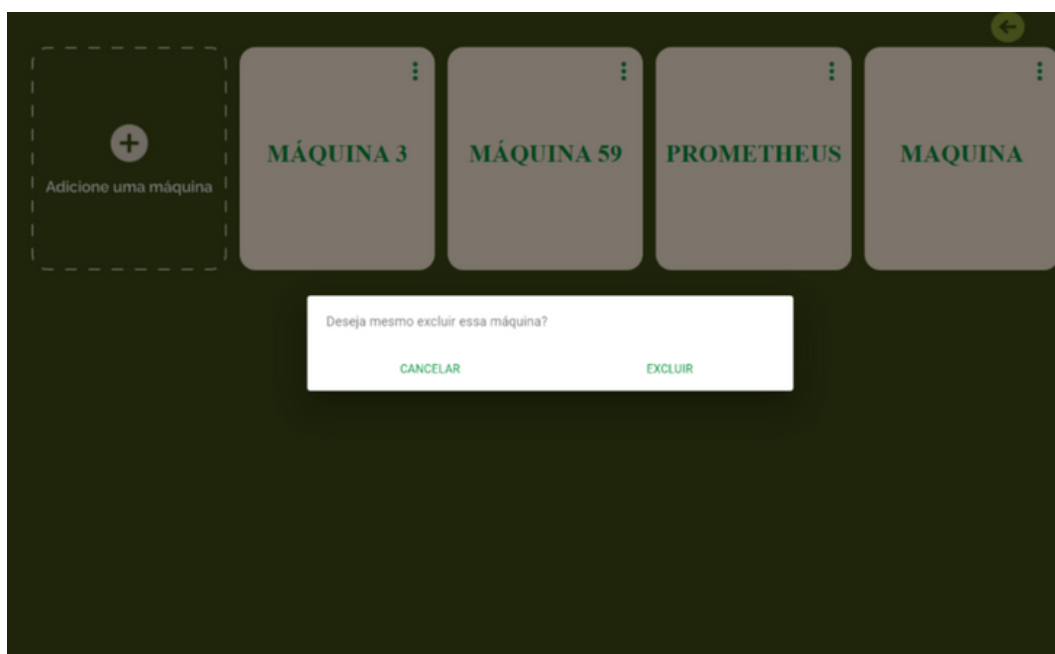 Adicione uma máquina
MÁQUINA 3
MÁQUINA 59
PROMETHEUS
MAQUINA
Deseja mesmo excluir essa máquina?
CANCELAR
EXCLUIR